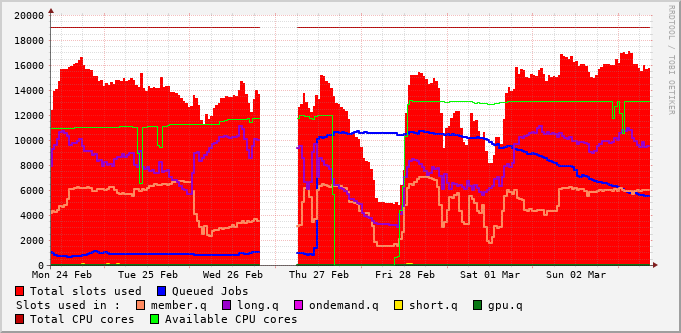 20000
18000
16000
14000
12000
10000
8000
6000
4000
2000
0
Mon 24 Feb Tue 25 Feb Wed 26 Feb Thu 27 Feb Fri 28 Feb Sat 01 Mar Sun 02 Mar
Total slots used Queued Jobs
Slots used in : member.q long.q ondemand.q short.q gpu.q
Total CPU cores Available CPU cores
RRDTOOL / TOBI OETIKER